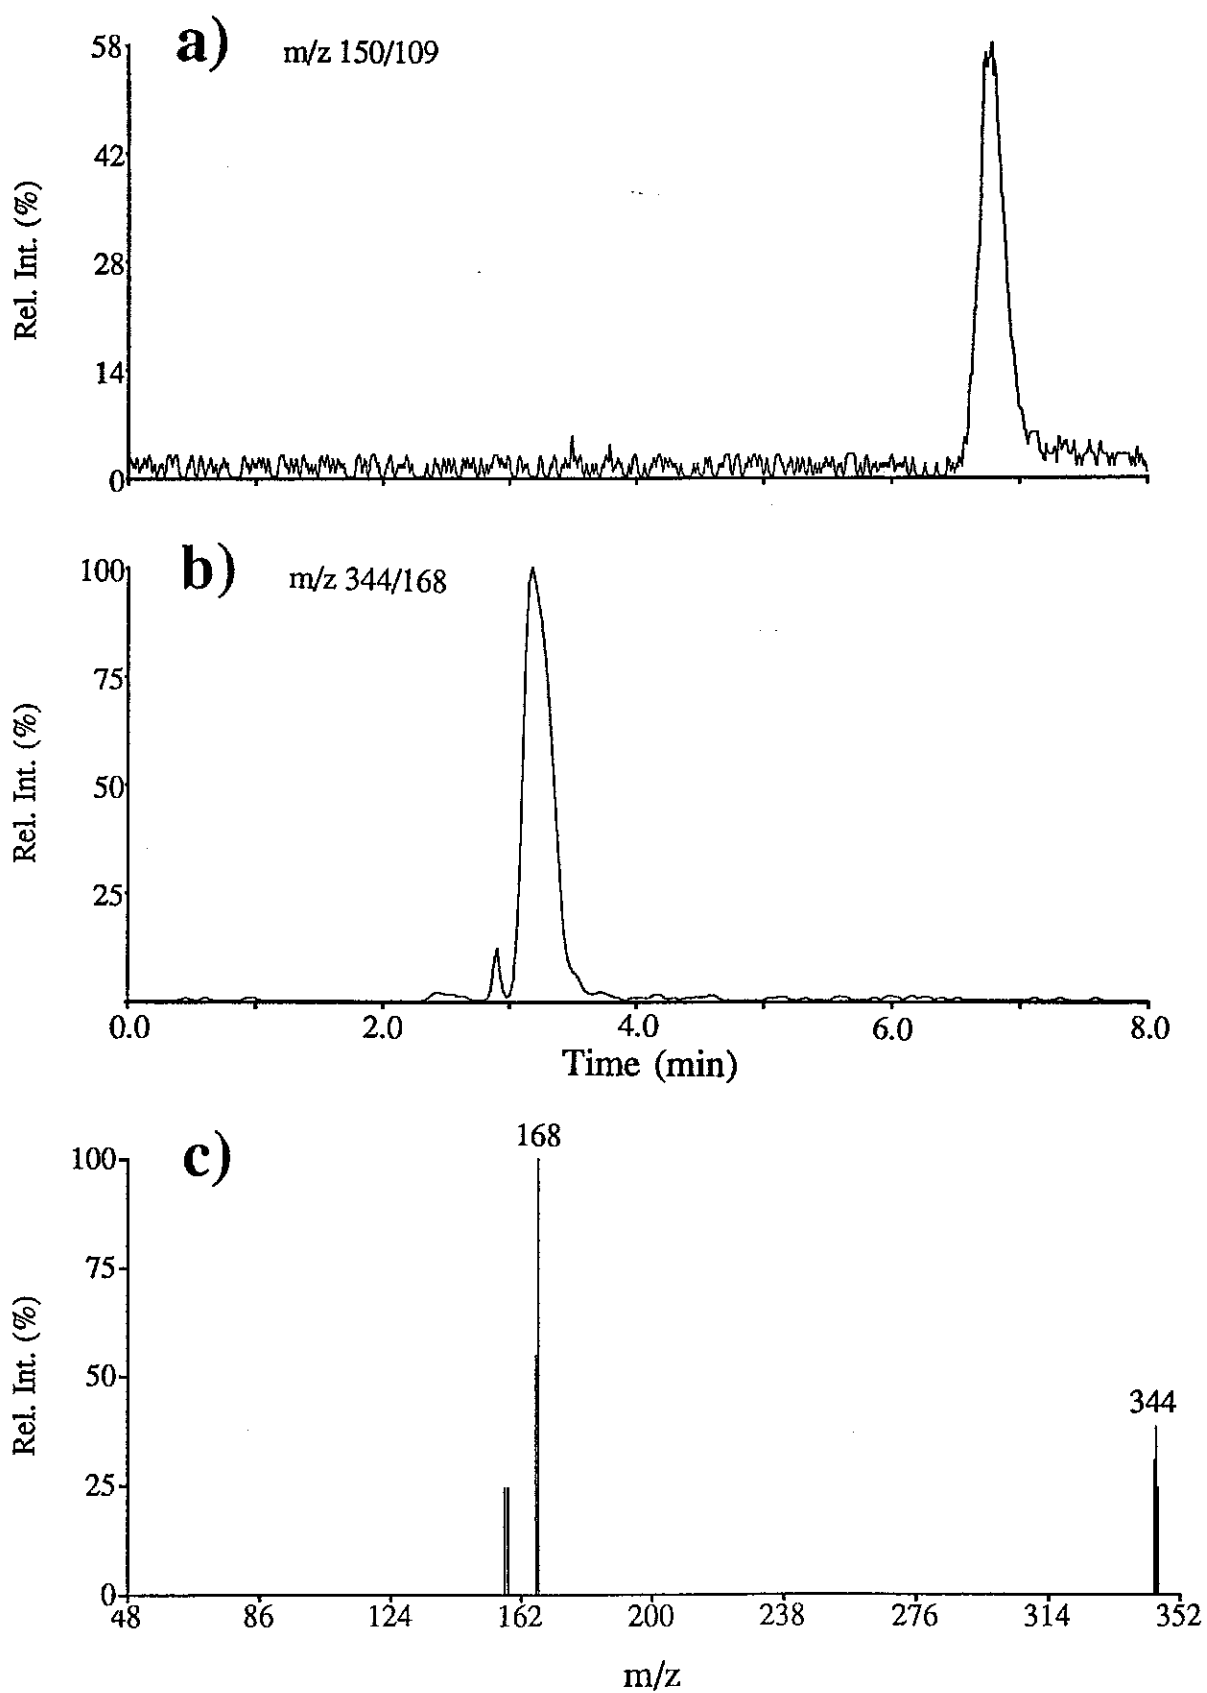 a)
m/z 150/109
58
42
28
14
0
Rel. Int. (%)
b)
m/z 344/168
100
75
50
25
Rel. Int. (%)
0.0 2.0 4.0 6.0 8.0
Time (min)
c)
168
344
100
75
50
25
0
Rel. Int. (%)
48 86 124 162 200 238 276 314 352
m/z